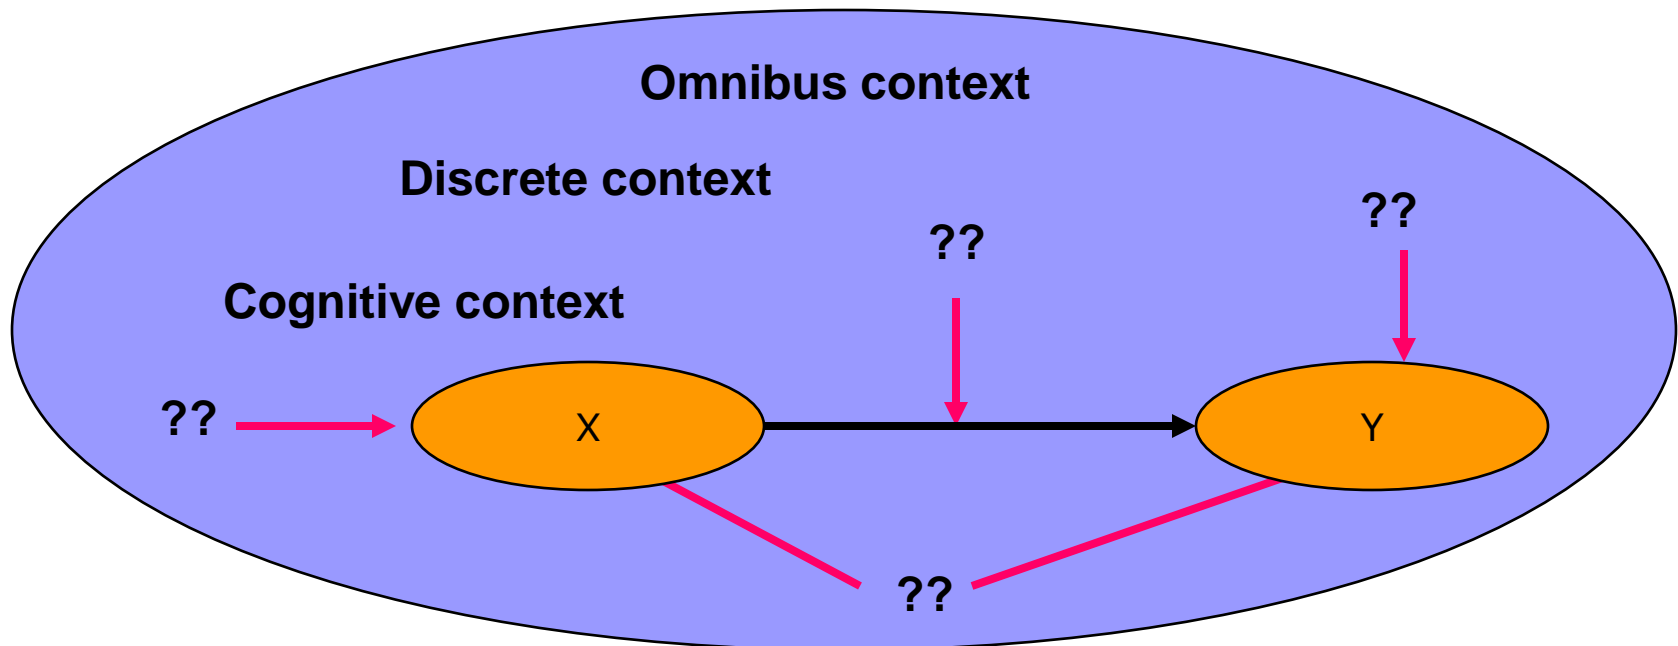 Omnibus context
Discrete context
??
??
Cognitive context
??
X
Y
??